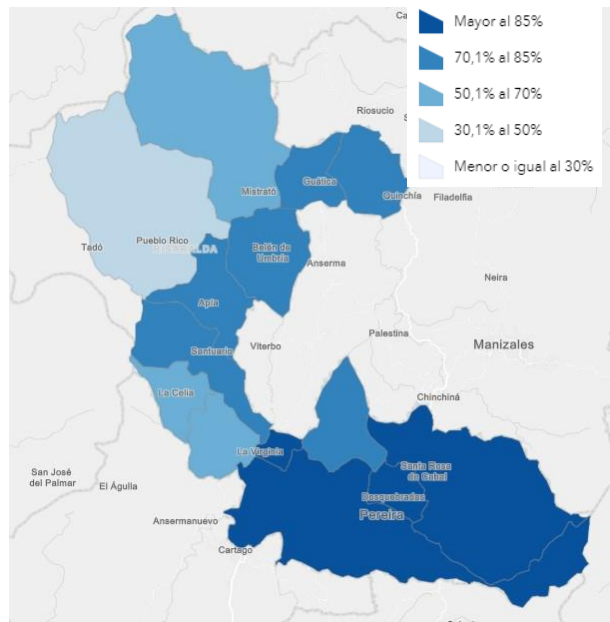 Mayor al 85%
70,1% al 85%
50,1% al 70%
30,1% al 50%
Menor o igual al 30%
Ca
Riosucio
S
Guática
Mistrató
Quinchía
Filadelfia
Tadó
Pueblo Rico
Belén de
Umbría
Anserma
Neira
Apía
Palestina
Viterbo
Santuario
Manizales
La Celia
Chinchiná
La Virginia
Santa Rosa
de Cabal
San José
del Palmar
El Águila
Dosquebradas
Pereira
Ansermanuevo
Cartago